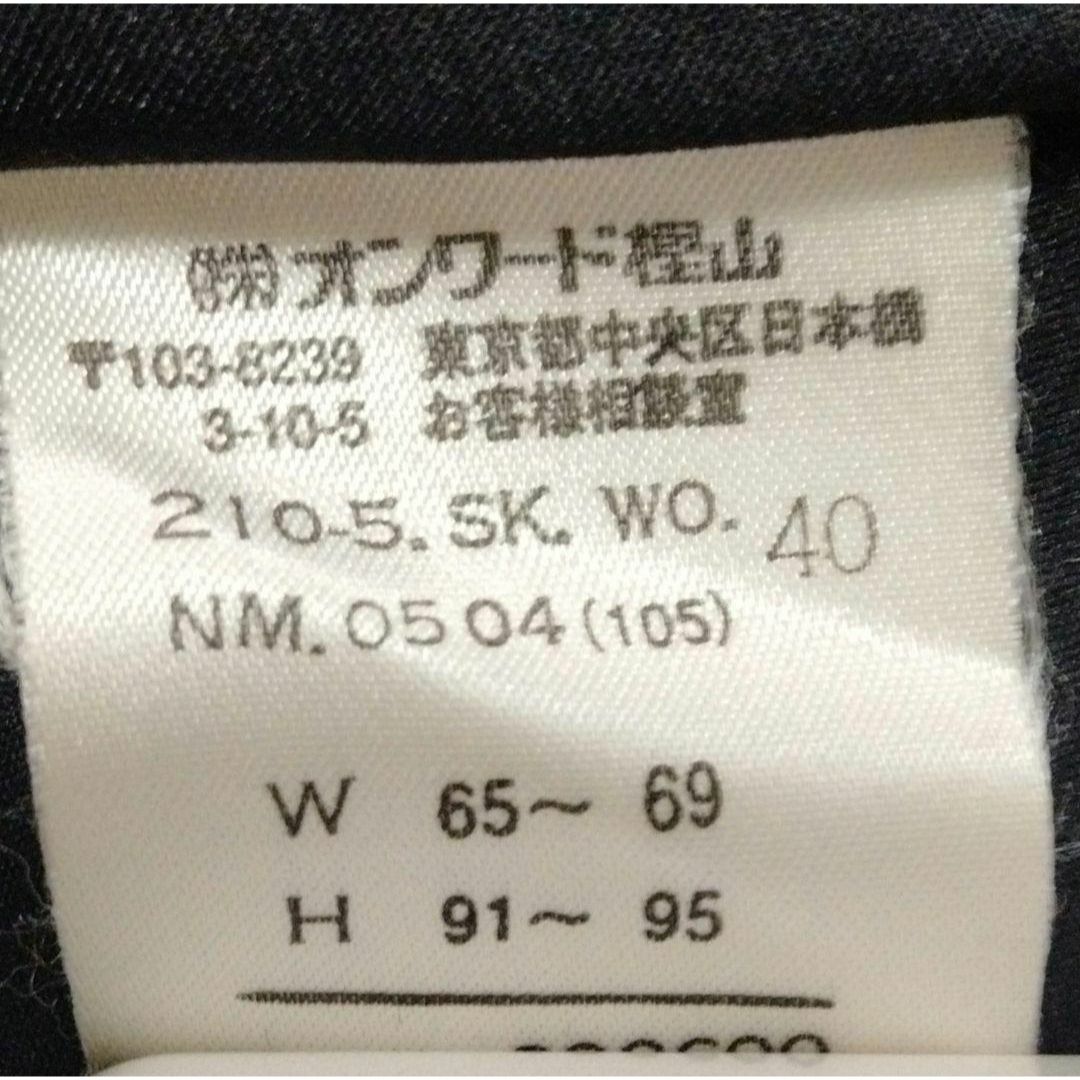 ㈱オンワード樫山
〒103-8239 東京都中央区日本橋
3-10-5 お客様相談室
210-5. SK. WO. 40
NM. 0504 (105)
W 65～ 69
H 91～ 95